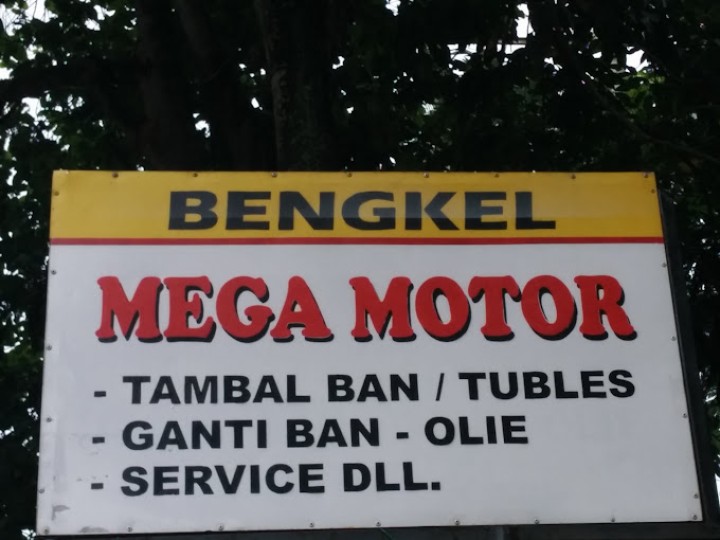 BENGKEL
MEGA MOTOR
- TAMBAL BAN / TUBLES
- GANTI BAN - OLIE
- SERVICE DLL.